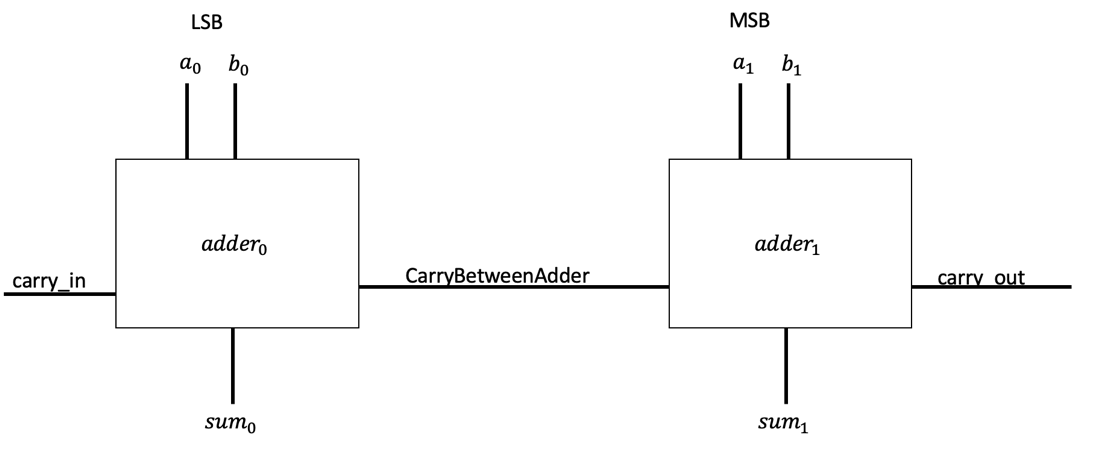 LSB
MSB
a₀ b₀
a₁ b₁
adder₀
adder₁
carry_in
CarryBetweenAdder
carry_out
sum₀
sum₁